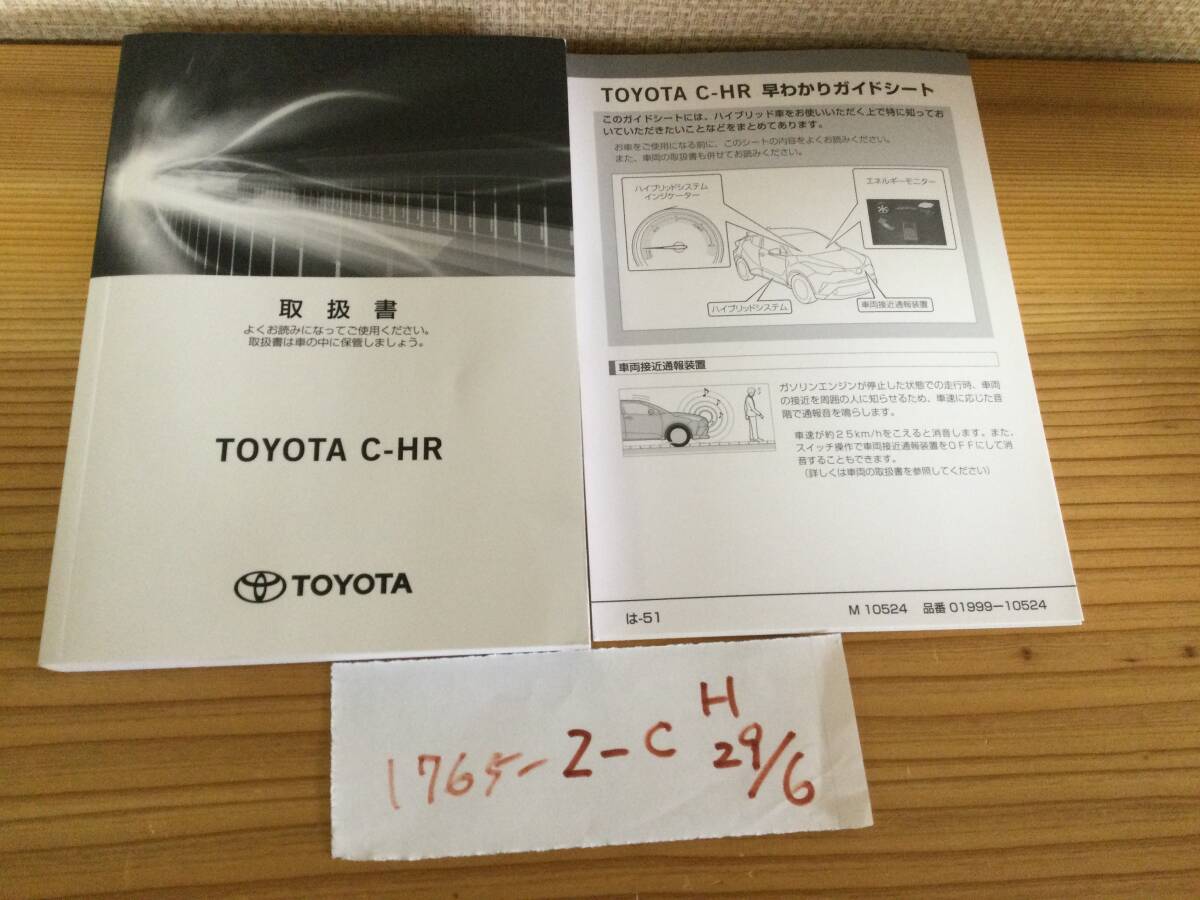 取扱書
よくお読みになってご使用ください。
取扱書は車の中に保管しましょう。
TOYOTA C-HR
TOYOTA
TOYOTA C-HR 早わかりガイドシート
このガイドシートには、ハイブリッド車をお使いいただく上で特に知ってお
いていただきたいことなどをまとめてあります。
お車をご使用になる前に、このシートの内容をよくお読みください。
また、車両の取扱書も併せてお読みください。
ハイブリッドシステム
インジケーター
エネルギーモニター
ハイブリッドシステム
車両接近通報装置
車両接近通報装置
ガソリンエンジンが停止した状態での走行時、車両
の接近を周囲の人に知らせるため、車速に応じた音
階で通報音を鳴らします。
車速が約25km/hをこえると消音します。また、
スイッチ操作で車両接近通報装置をOFFにして消
音することもできます。
(詳しくは車両の取扱書を参照してください)
は-51
M 10524 品番 01999-10524
1765-2-C
H
29/6